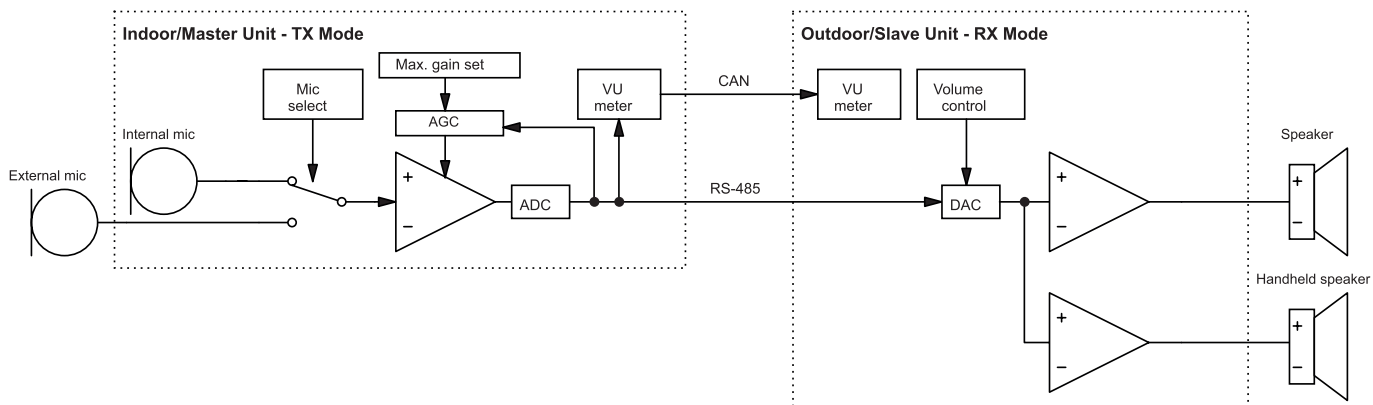 Indoor/Master Unit - TX Mode
Outdoor/Slave Unit - RX Mode
Max. gain set
Mic
select
VU
meter
CAN
VU
meter
Volume
control
AGC
Internal mic
Speaker
External mic
+
ADC
RS-485
DAC
+
+
−
−
−
Handheld speaker
+
+
−
−